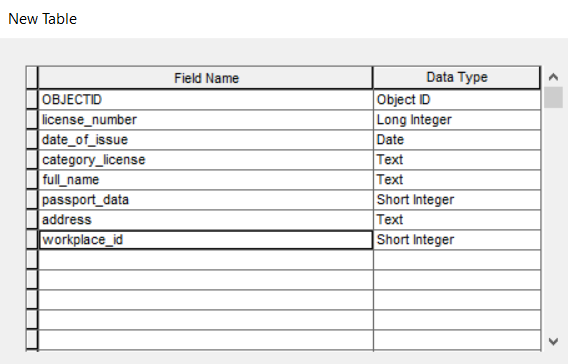 New Table
Field Name Data Type
OBJECTID Object ID
license_number Long Integer
date_of_issue Date
category_license Text
full_name Text
passport_data Short Integer
address Text
workplace_id Short Integer